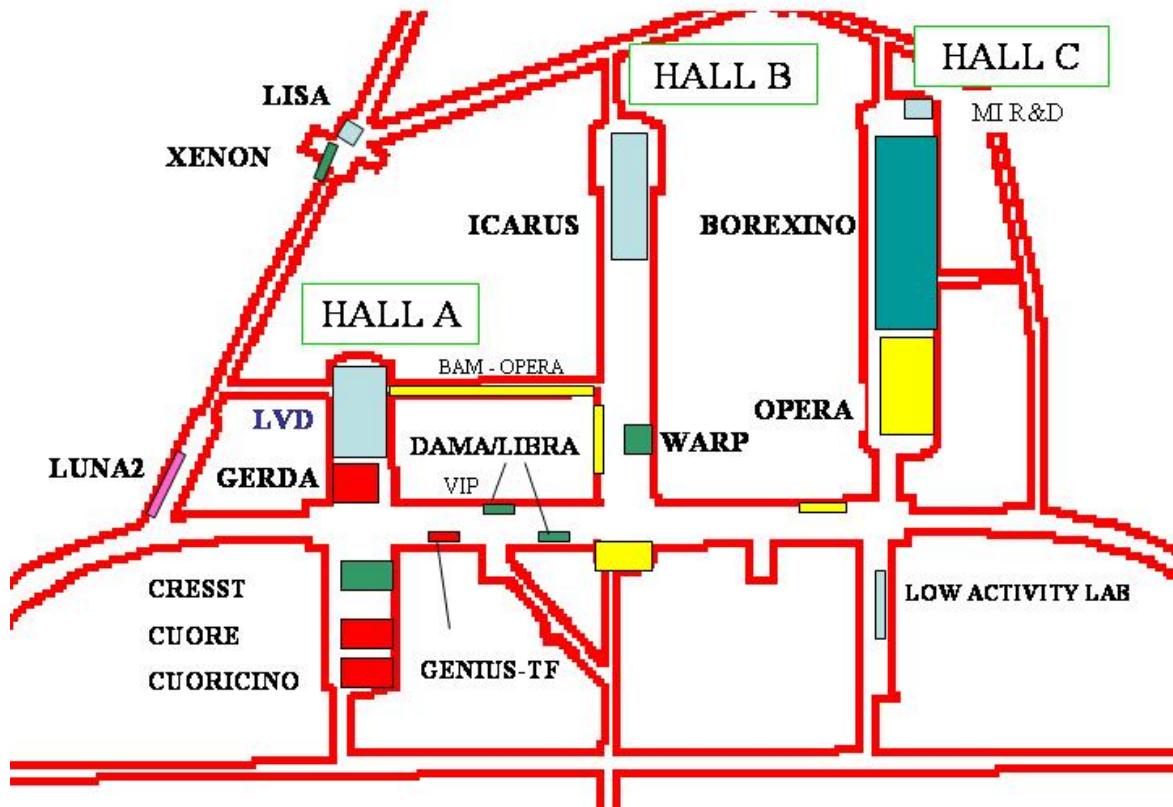 HALL B
HALL C
LISA
MI R&D
XENON
ICARUS
BOREXINO
HALL A
BAM - OPERA
LVD
OPERA
DAMA/LIBRA
WARP
LUNA2
GERDA
VIP
CRESST
LOW ACTIVITY LAB
CUORE
GENIUS-TF
CUORICINO